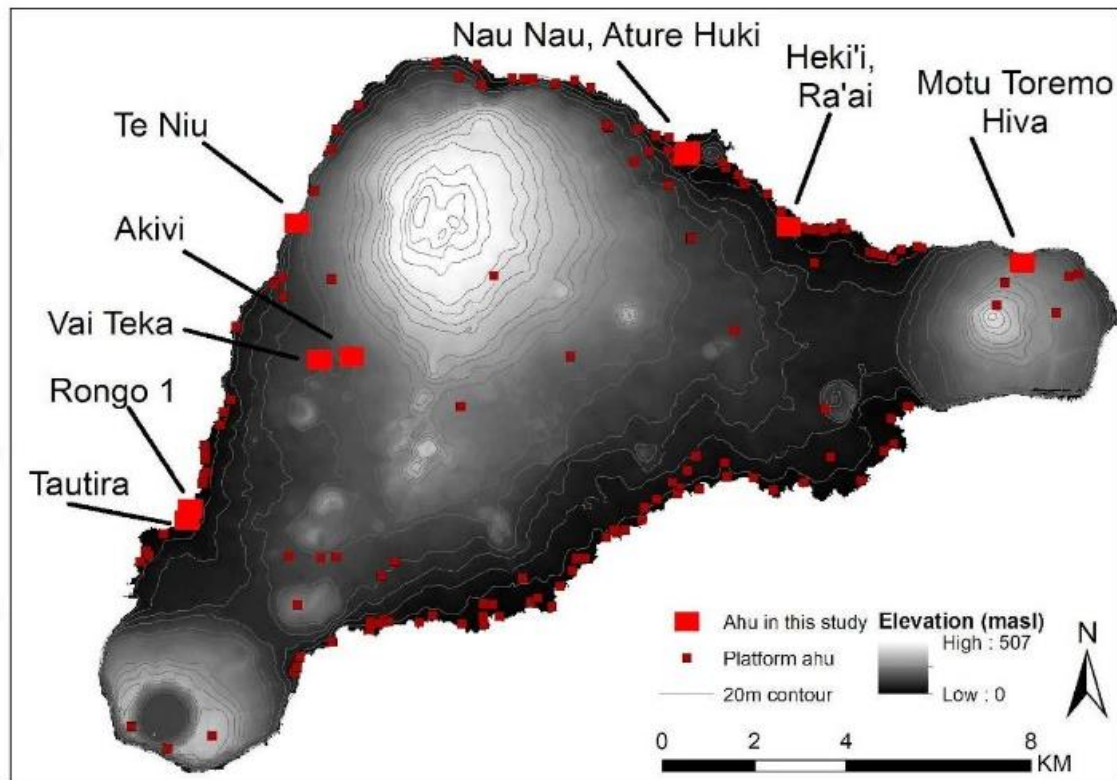 Nau Nau, Ature Huki
Heki'i,
Ra'ai
Motu Toremo
Hiva
Te Niu
Akivi
Vai Teka
Rongo 1
Tautira
Ahu in this study
Platform ahu
20m contour
Elevation (masl)
High : 507
Low : 0
N
0 2 4 8
KM